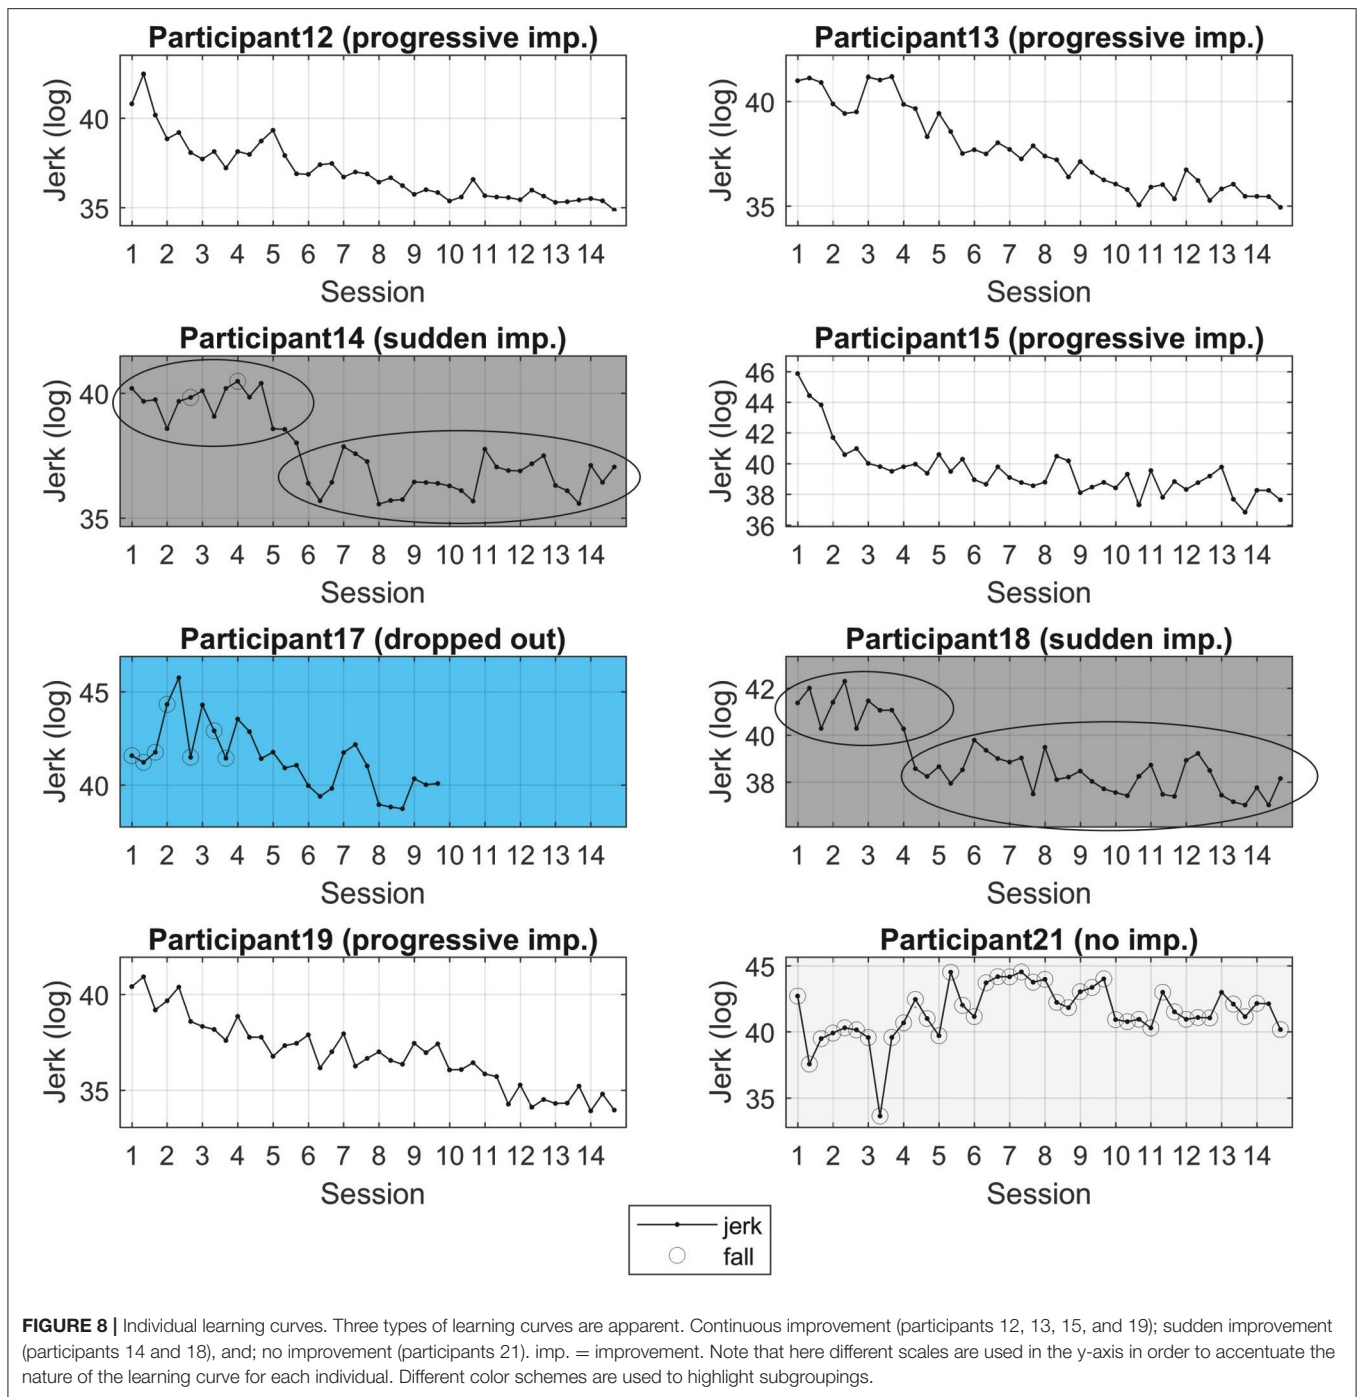 Participant12 (progressive imp.)
Jerk (log)
40
35
1 2 3 4 5 6 7 8 9 10 11 12 13 14
Session
Participant13 (progressive imp.)
Jerk (log)
40
35
1 2 3 4 5 6 7 8 9 10 11 12 13 14
Session
Participant14 (sudden imp.)
Jerk (log)
40
35
1 2 3 4 5 6 7 8 9 10 11 12 13 14
Session
Participant15 (progressive imp.)
Jerk (log)
46
44
42
40
38
36
1 2 3 4 5 6 7 8 9 10 11 12 13 14
Session
Participant17 (dropped out)
Jerk (log)
45
40
1 2 3 4 5 6 7 8 9 10 11 12 13 14
Session
Participant18 (sudden imp.)
Jerk (log)
42
40
38
1 2 3 4 5 6 7 8 9 10 11 12 13 14
Session
Participant19 (progressive imp.)
Jerk (log)
40
35
1 2 3 4 5 6 7 8 9 10 11 12 13 14
Session
Participant21 (no imp.)
Jerk (log)
45
40
35
1 2 3 4 5 6 7 8 9 10 11 12 13 14
Session
jerk
fall
FIGURE 8 | Individual learning curves. Three types of learning curves are apparent. Continuous improvement (participants 12, 13, 15, and 19); sudden improvement
(participants 14 and 18), and; no improvement (participants 21). imp. = improvement. Note that here different scales are used in the y-axis in order to accentuate the
nature of the learning curve for each individual. Different color schemes are used to highlight subgroupings.